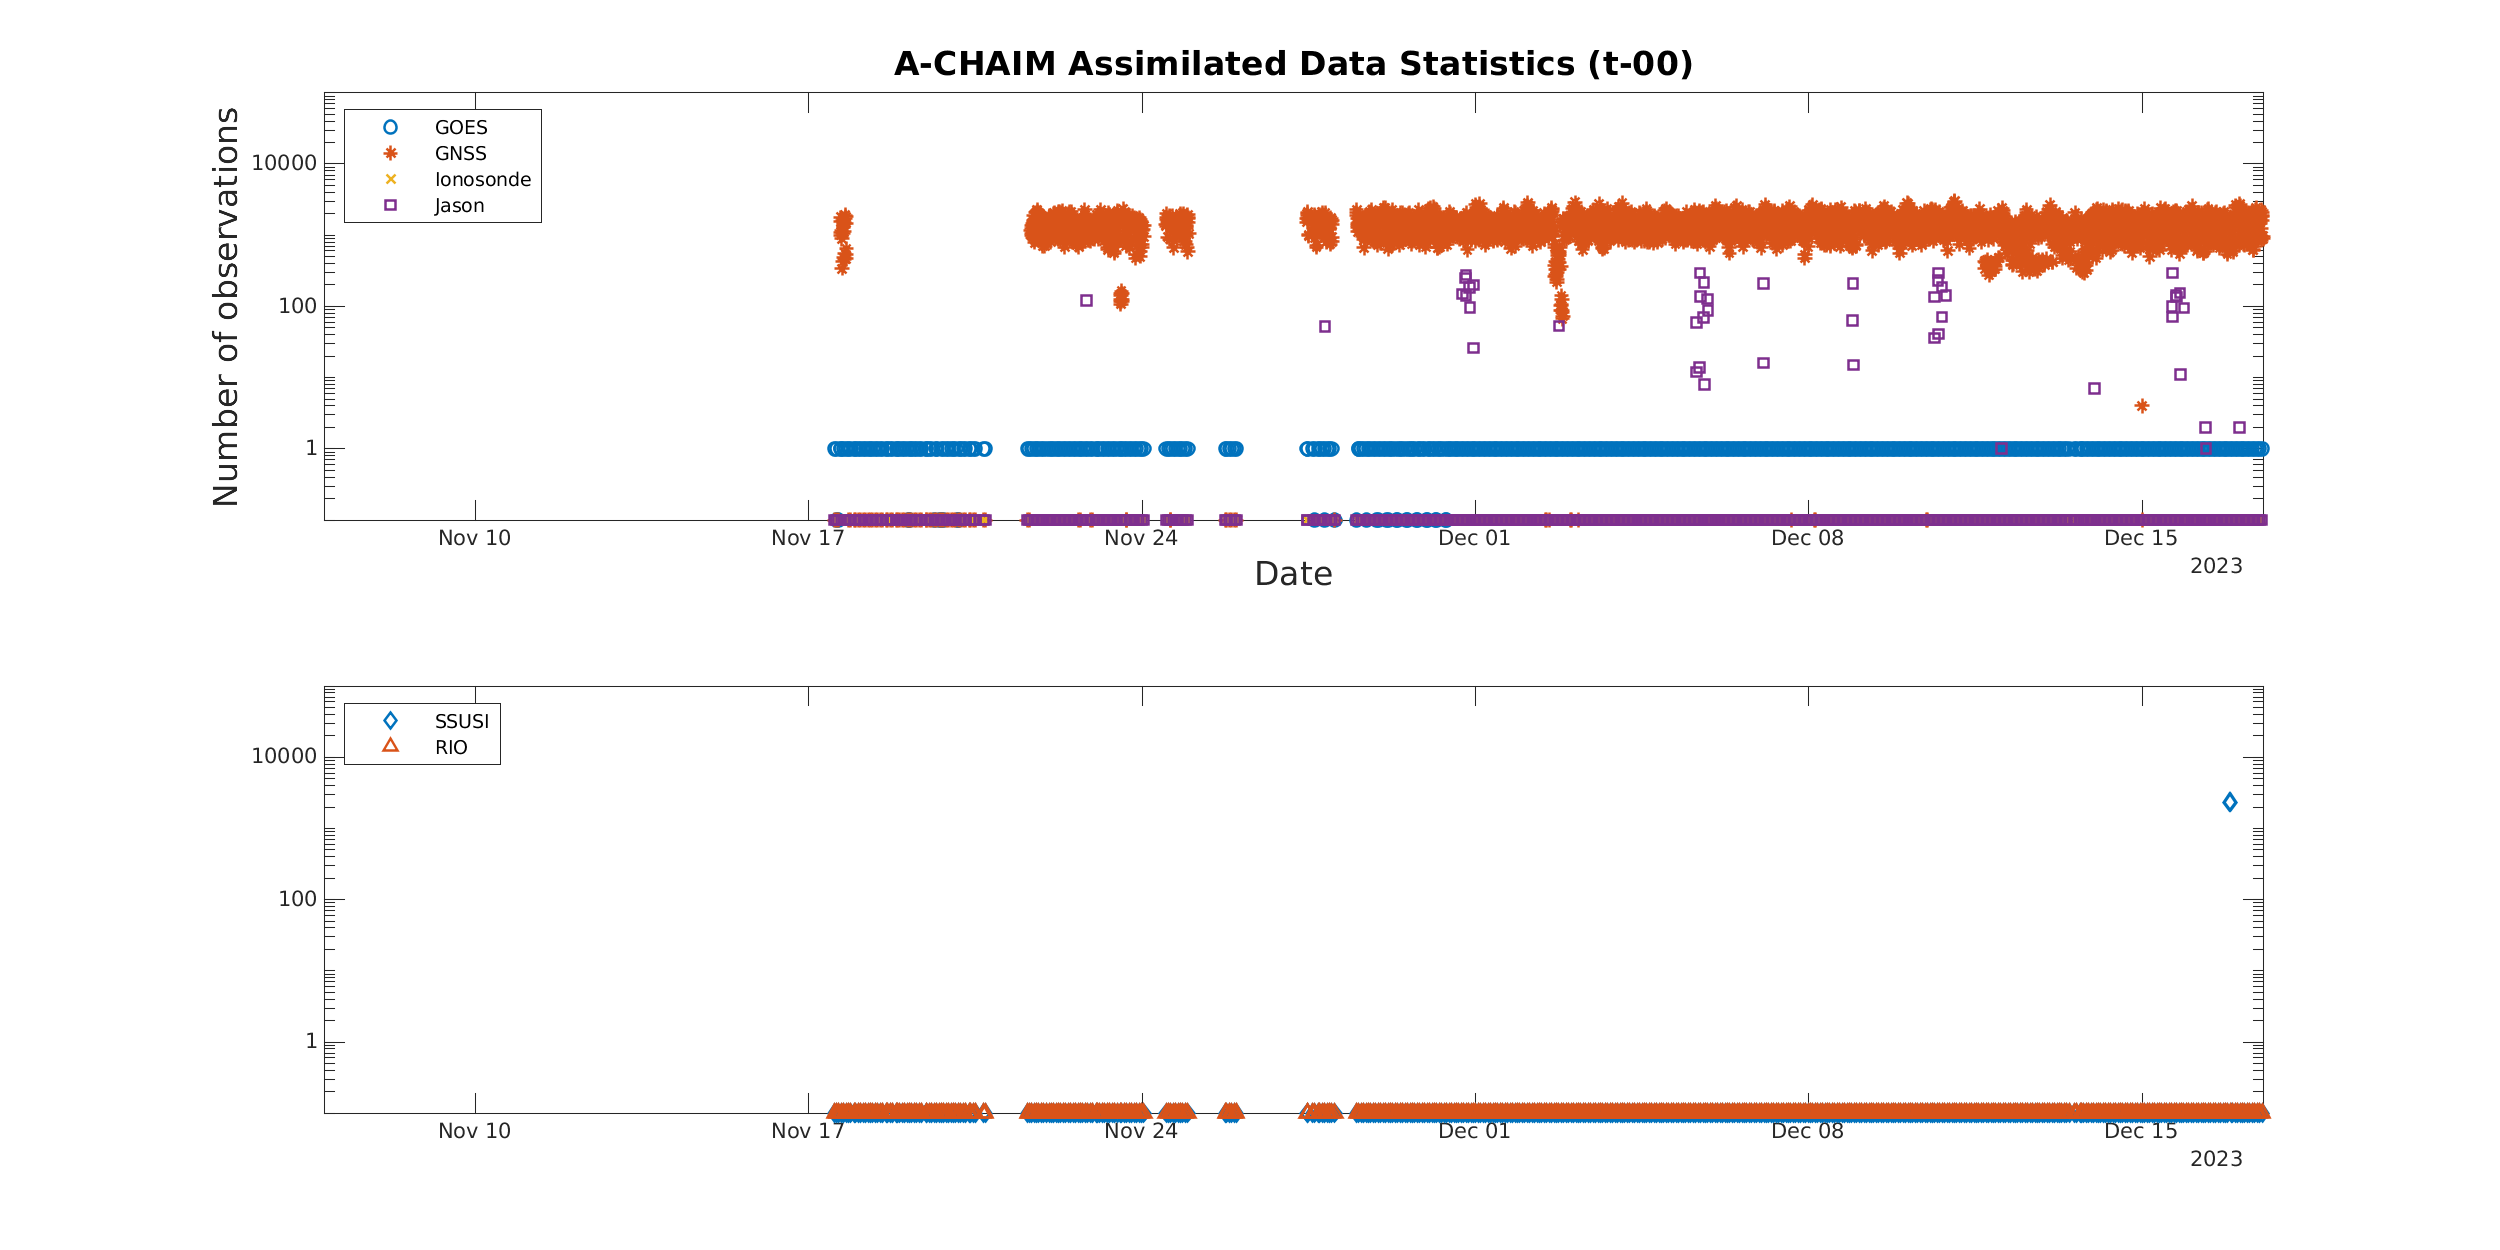 A-CHAIM Assimilated Data Statistics (t-00)
Number of observations
10000
100
1
GOES
GNSS
Ionosonde
Jason
Nov 10 Nov 17 Nov 24 Dec 01 Dec 08 Dec 15
2023
Date
10000
100
1
SSUSI
RIO
Nov 10 Nov 17 Nov 24 Dec 01 Dec 08 Dec 15
2023